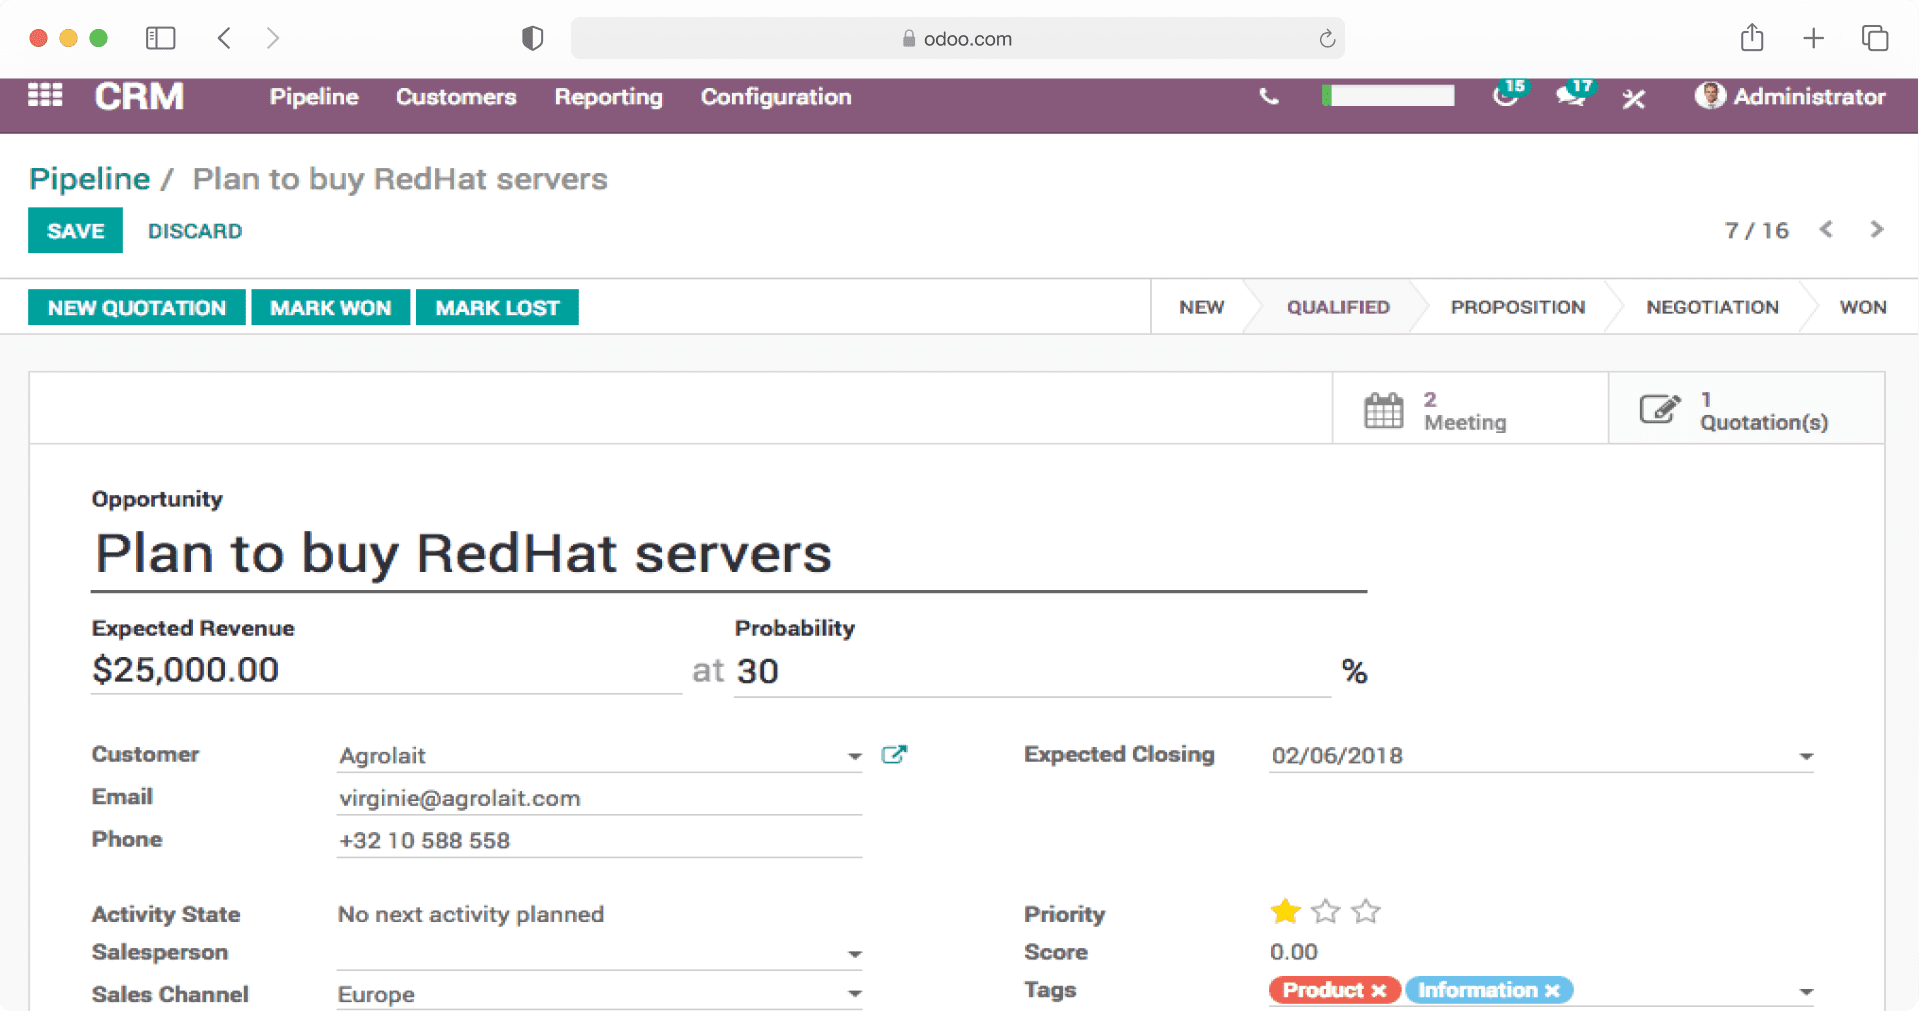 odoo.com
CRM Pipeline Customers Reporting Configuration 15 17 Administrator
Pipeline / Plan to buy RedHat servers
SAVE DISCARD 7 / 16
NEW QUOTATION MARK WON MARK LOST NEW QUALIFIED PROPOSITION NEGOTIATION WON
2 1
Meeting Quotation(s)
Opportunity
Plan to buy RedHat servers
Expected Revenue Probability
$25,000.00 at 30 %
Customer Agrolait Expected Closing 02/06/2018
Email virginie@agrolait.com
Phone +32 10 588 558
Activity State No next activity planned Priority
Salesperson Score 0.00
Sales Channel Europe Tags Product × Information ×